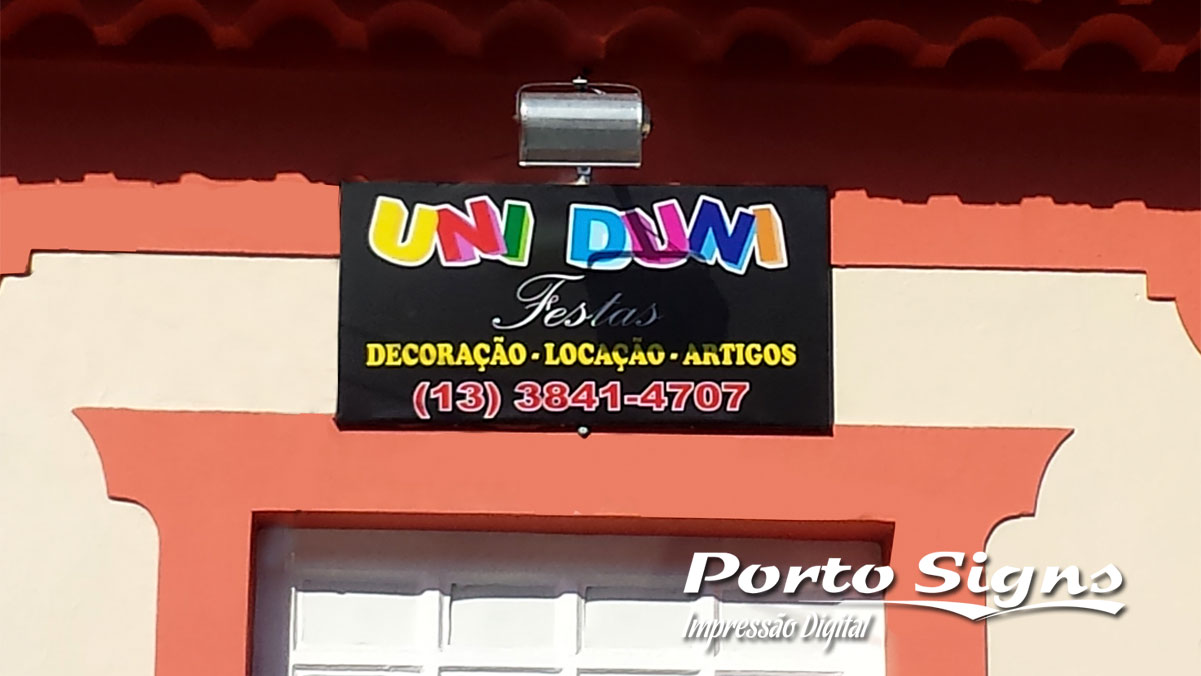 UNI DUNI
Festas
DECORAÇÃO - LOCAÇÃO - ARTIGOS
(13) 3841-4707
Porto Signs
Impressão Digital